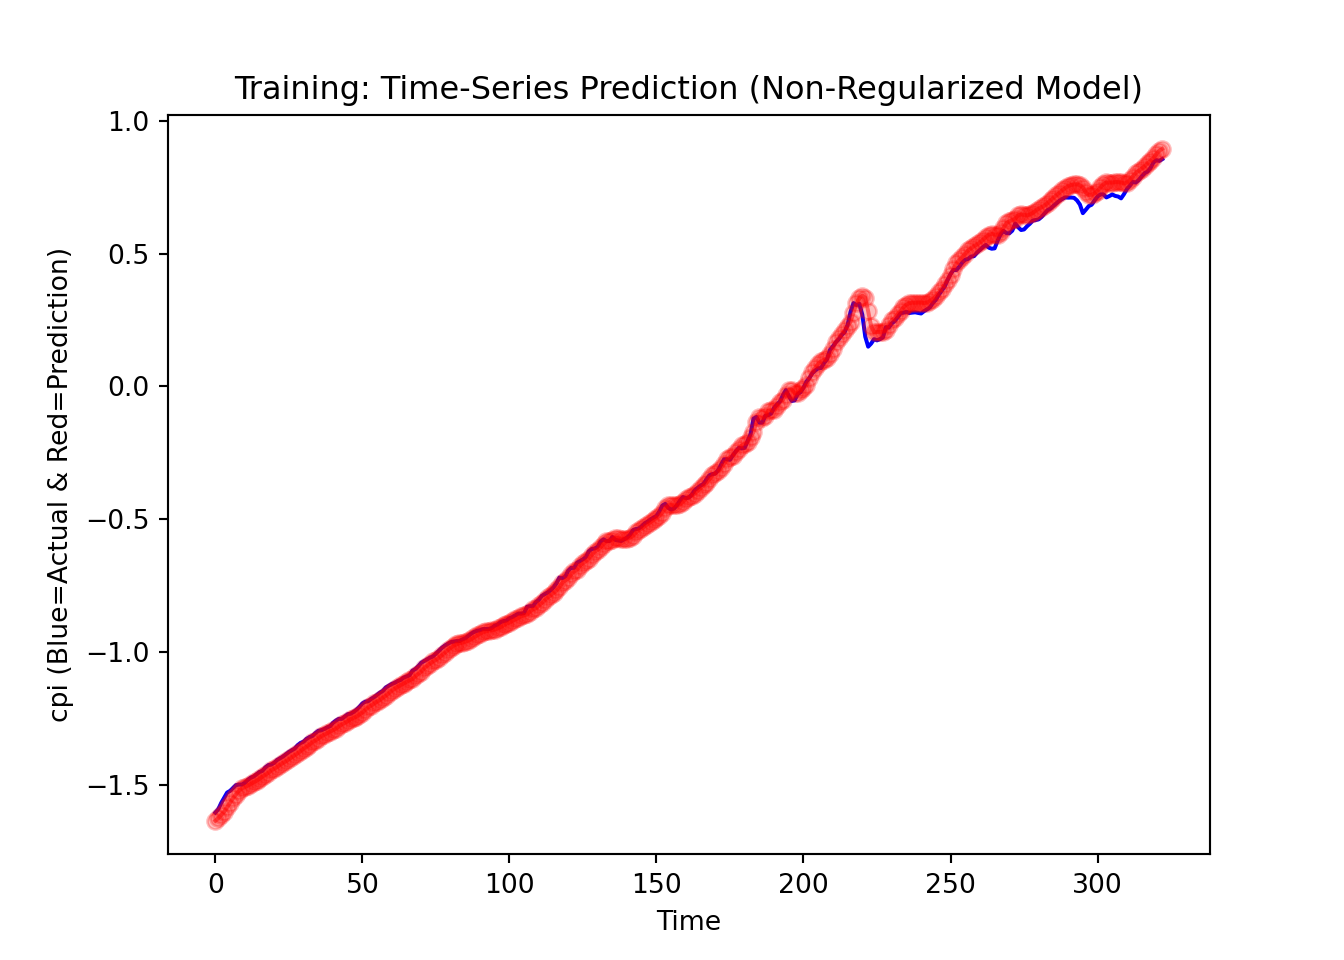 Training: Time-Series Prediction (Non-Regularized Model)
cpi (Blue=Actual & Red=Prediction)
1.0
0.5
0.0
−0.5
−1.0
−1.5
0 50 100 150 200 250 300
Time